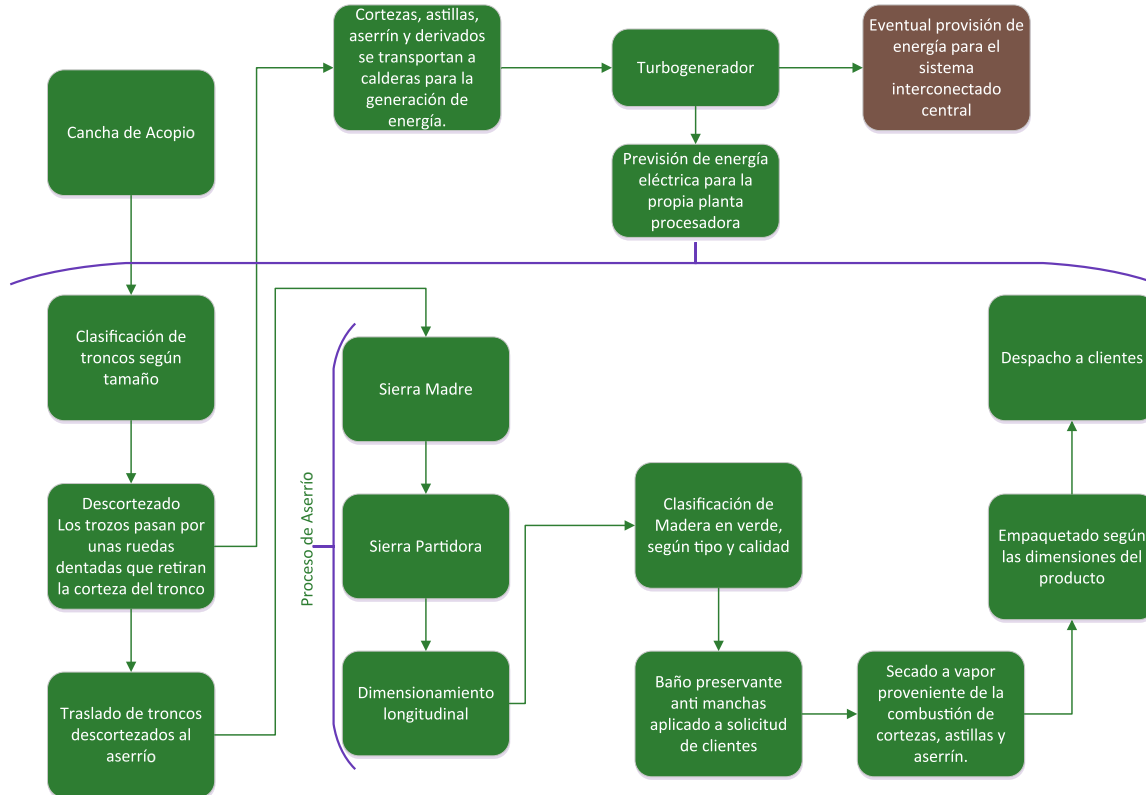 Cancha de Acopio
Cortezas, astillas,
aserrín y derivados
se transportan a
calderas para la
generación de
energía.
Turbogenerador
Eventual provisión de
energía para el
sistema
interconectado
central
Previsión de energía
eléctrica para la
propia planta
procesadora
Clasificación de
troncos según
tamaño
Descortezado
Los trozos pasan por
unas ruedas
dentadas que retiran
la corteza del tronco
Traslado de troncos
descortezados al
aserrío
Proceso de Aserrío
Sierra Madre
Sierra Partidora
Dimensionamiento
longitudinal
Clasificación de
Madera en verde,
según tipo y calidad
Baño preservante
anti manchas
aplicado a solicitud
de clientes
Secado a vapor
proveniente de la
combustión de
cortezas, astillas y
aserrín.
Empaquetado según
las dimensiones del
producto
Despacho a clientes